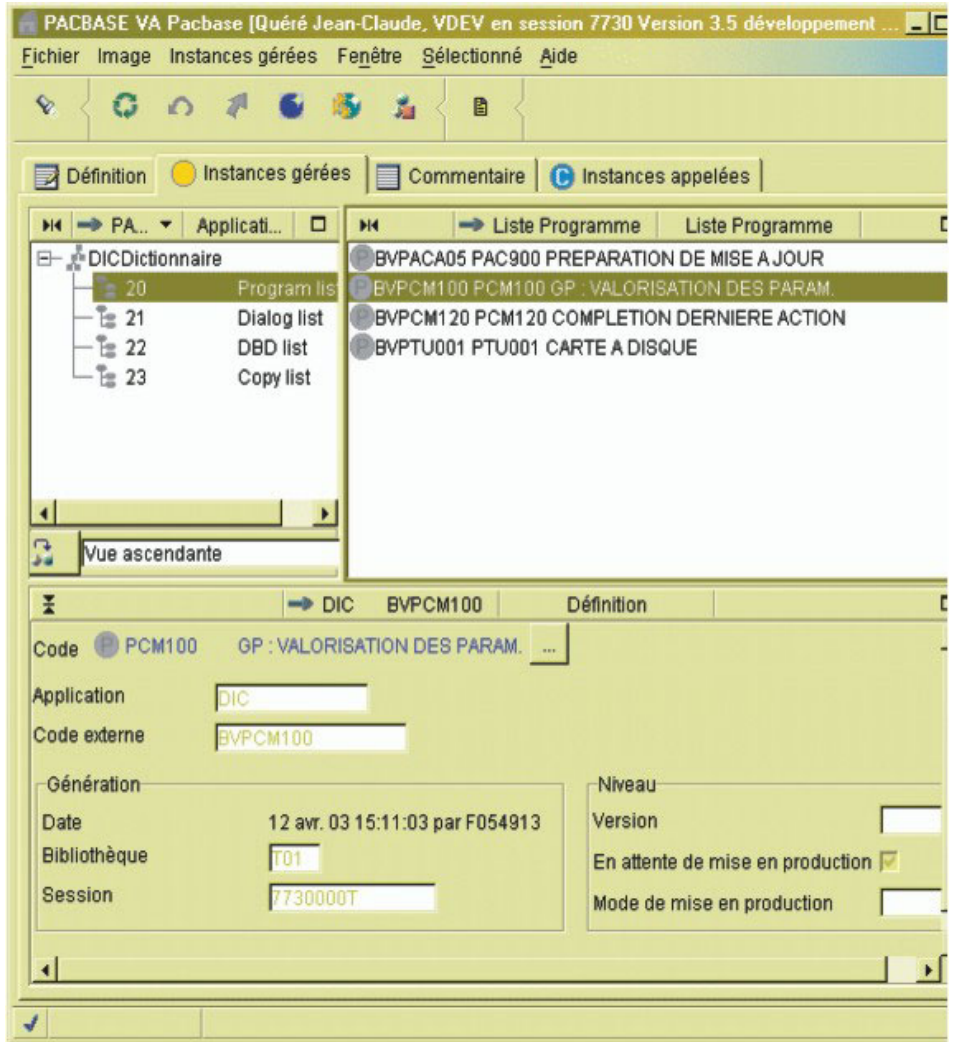 PACBASE VA Pacbase [Quéré Jean-Claude, VDEV en session 7730 Version 3.5 développement ...
Fichier Image Instances gérées Fenêtre Sélectionné Aide
Définition Instances gérées Commentaire C Instances appelées
PA... Applicati... Liste Programme Liste Programme
DICDictionnaire
20 Program list
21 Dialog list
22 DBD list
23 Copy list
P BVPACA05 PAC900 PREPARATION DE MISE A JOUR
P BVPCM100 PCM100 GP : VALORISATION DES PARAM.
P BVPCM120 PCM120 COMPLETION DERNIERE ACTION
P BVPTU001 PTU001 CARTE A DISQUE
Vue ascendante
DIC BVPCM100 Définition
Code P PCM100 GP : VALORISATION DES PARAM. ...
Application DIC
Code externe BVPCM100
Génération
Date 12 avr. 03 15:11:03 par F054913
Bibliothèque T01
Session 7730000T
Niveau
Version
En attente de mise en production
Mode de mise en production